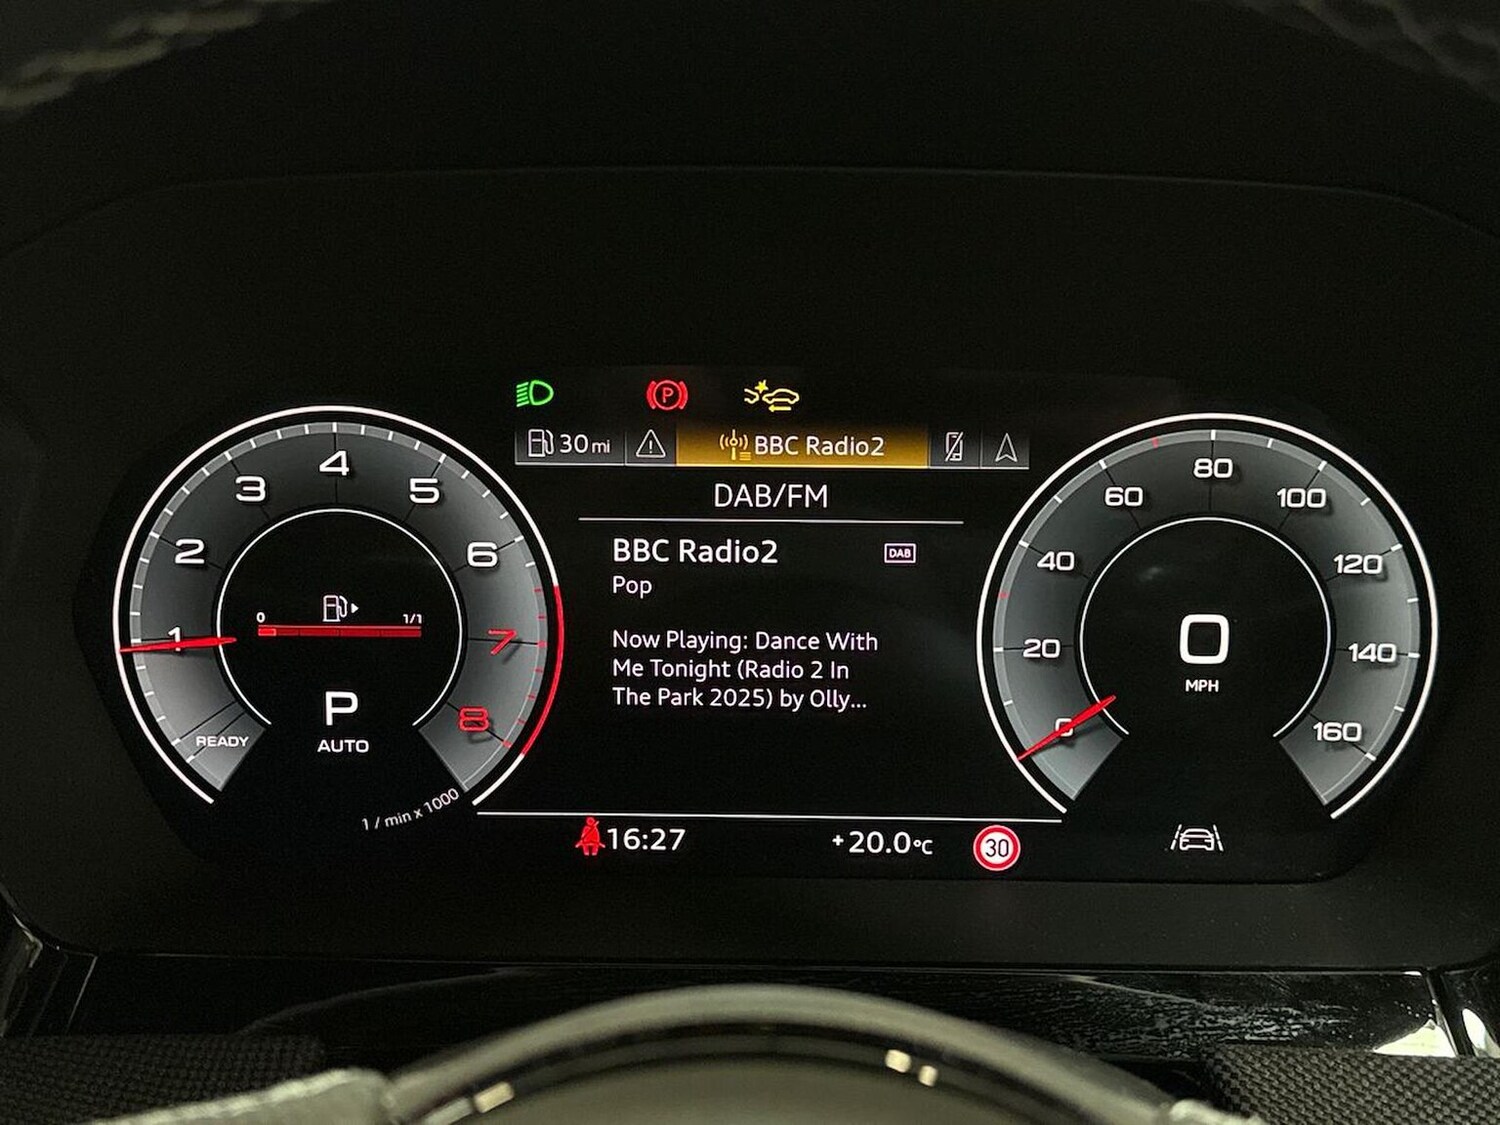 P
30 mi
BBC Radio2
DAB/FM
BBC Radio2
DAB
Pop
Now Playing: Dance With
Me Tonight (Radio 2 In
The Park 2025) by Olly...
16:27
+20.0°C
30
READY
1
2
3
4
5
6
7
8
0
1/1
P
AUTO
1 / min x 1000
0
20
40
60
80
100
120
140
160
0
MPH